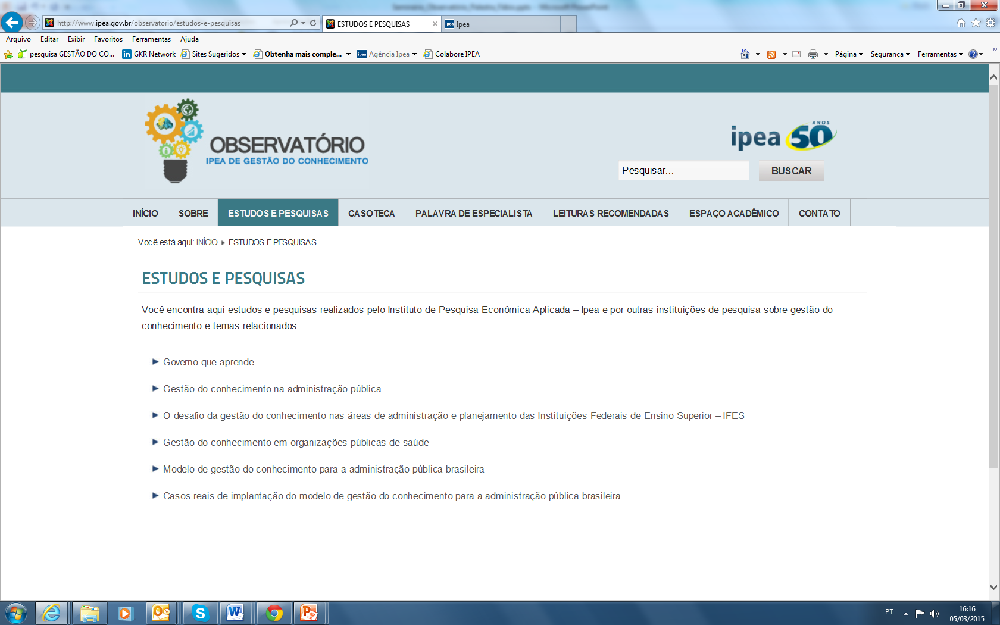 Seminario_Observatório_Palestra_Fábio.pptx - Microsoft PowerPoint
http://www.ipea.gov.br/observatorio/estudos-e-pesquisas
ESTUDOS E PESQUISAS
ipea Ipea
Arquivo Editar Exibir Favoritos Ferramentas Ajuda
pesquisa GESTÃO DO CO... GKR Network Sites Sugeridos Obtenha mais comple... ipea Agência Ipea Colabore IPEA
Página Segurança Ferramentas
OBSERVATÓRIO
IPEA DE GESTÃO DO CONHECIMENTO
ipea 50 ANOS
Pesquisar... BUSCAR
INÍCIO SOBRE ESTUDOS E PESQUISAS CASOTECA PALAVRA DE ESPECIALISTA LEITURAS RECOMENDADAS ESPAÇO ACADÊMICO CONTATO
Você está aqui: INÍCIO ESTUDOS E PESQUISAS
ESTUDOS E PESQUISAS
Você encontra aqui estudos e pesquisas realizados pelo Instituto de Pesquisa Econômica Aplicada – Ipea e por outras instituições de pesquisa sobre gestão do
conhecimento e temas relacionados
Governo que aprende
Gestão do conhecimento na administração pública
O desafio da gestão do conhecimento nas áreas de administração e planejamento das Instituições Federais de Ensino Superior – IFES
Gestão do conhecimento em organizações públicas de saúde
Modelo de gestão do conhecimento para a administração pública brasileira
Casos reais de implantação do modelo de gestão do conhecimento para a administração pública brasileira
PT
16:16
05/03/2015